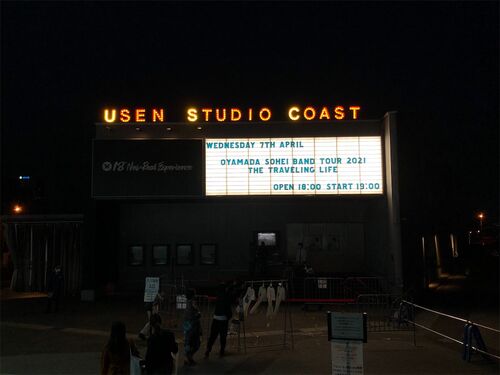 USEN STUDIO COAST
WEDNESDAY 7TH APRIL
OYAMADA SOHEI BAND TOUR 2021
THE TRAVELING LIFE
OPEN 18:00 START 19:00